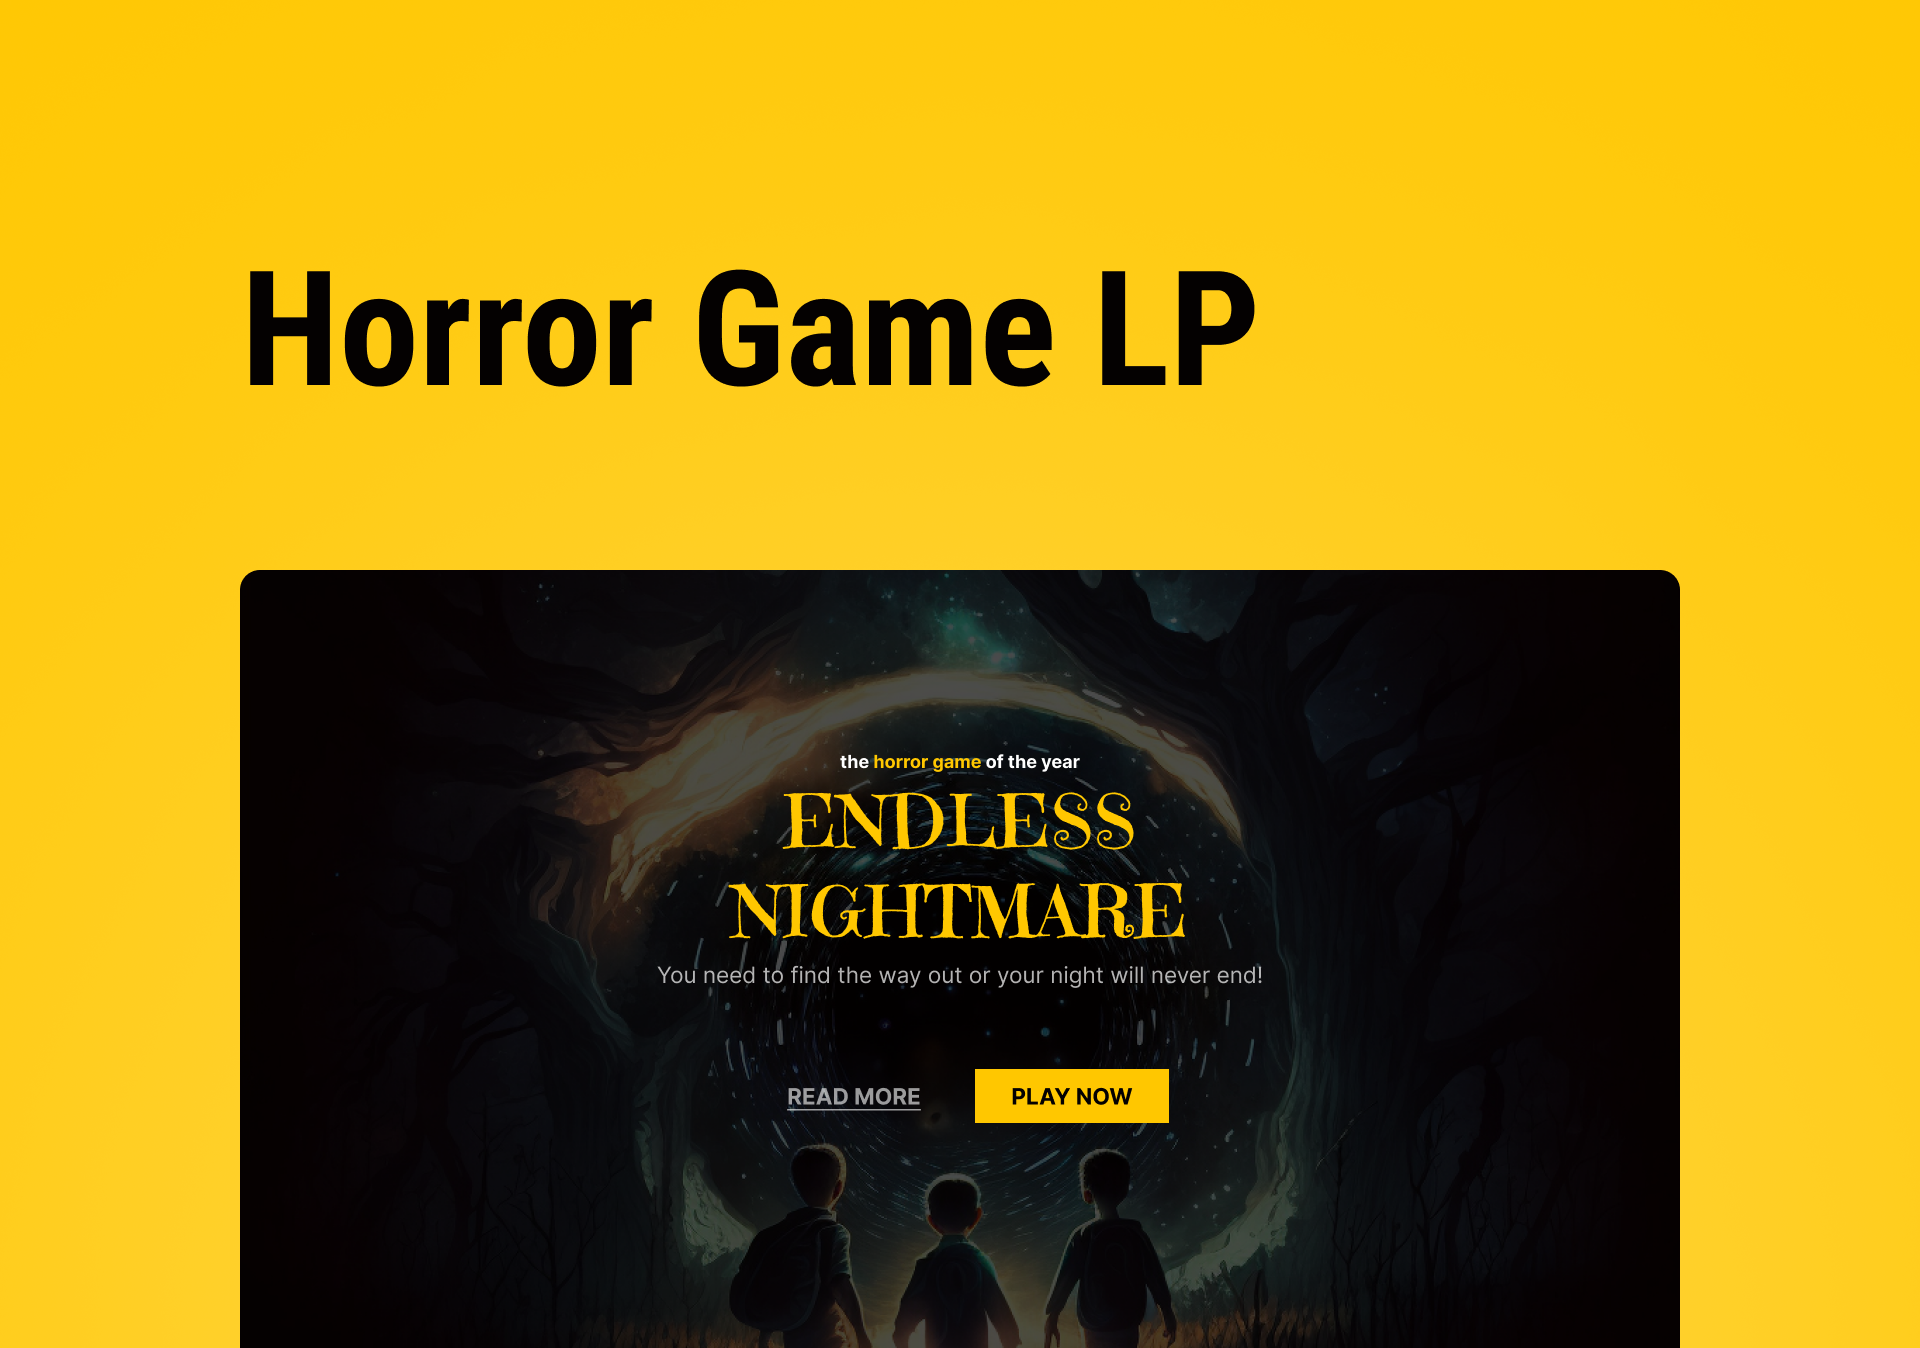 Horror Game LP
the horror game of the year
ENDLESS
NIGHTMARE
You need to find the way out or your night will never end!
READ MORE PLAY NOW